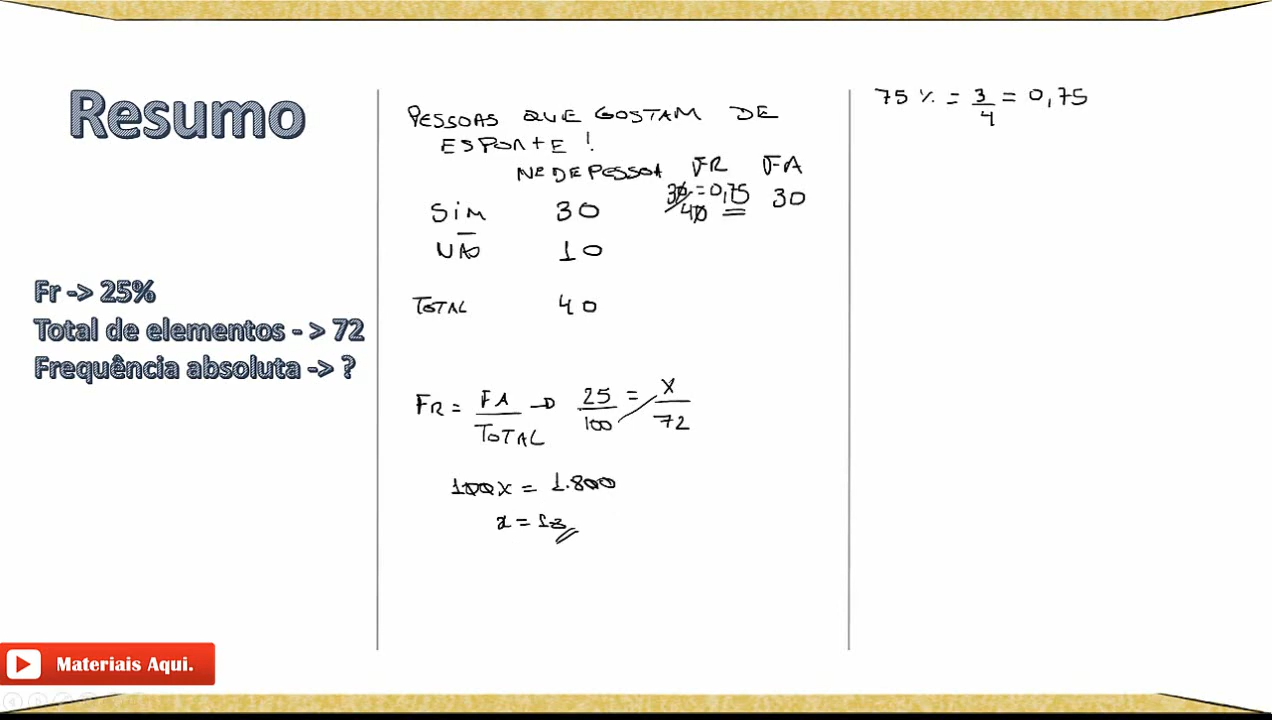 Resumo
Fr -> 25%
Total de elementos - > 72
Frequência absoluta -> ?
Materiais Aqui.
PESSOAS QUE GOSTAM DE
ESPORTE !
Nº DE PESSOA FR FA
SIM 30 30/40 = 0,75 30
NÃO 10
TOTAL 40
FR = FA/TOTAL → 25/100 = X/72
100X = 1.800
x = 18
75 % = 3/4 = 0,75